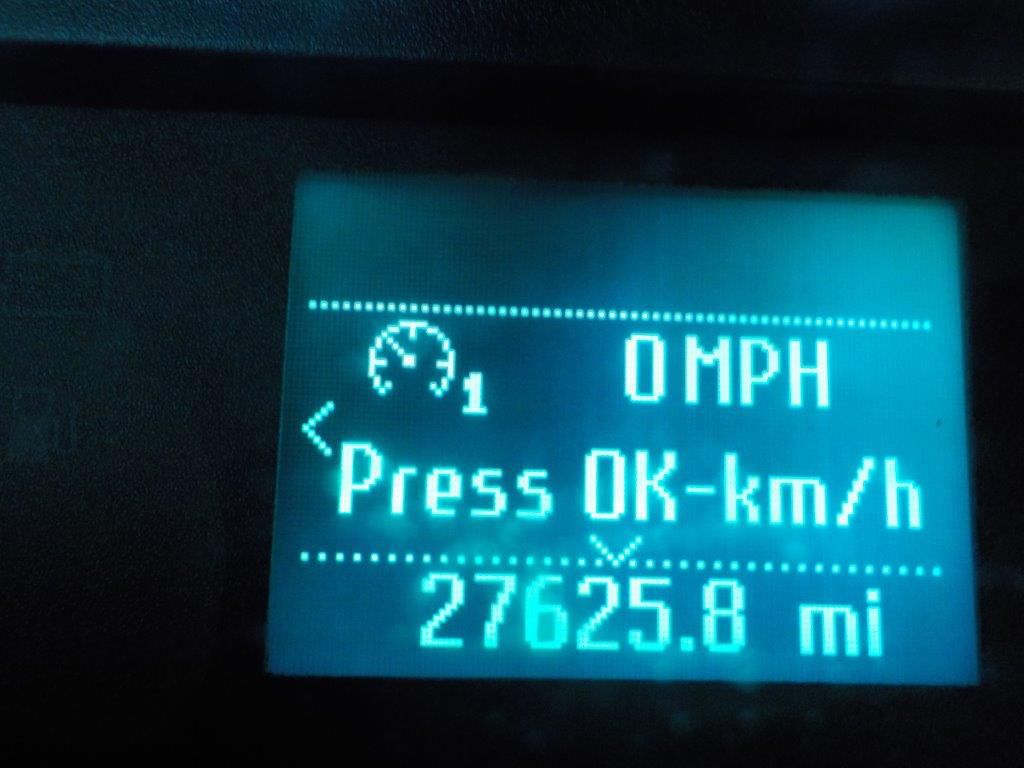 0 MPH
1
Press OK-km/h
27625.8 mi